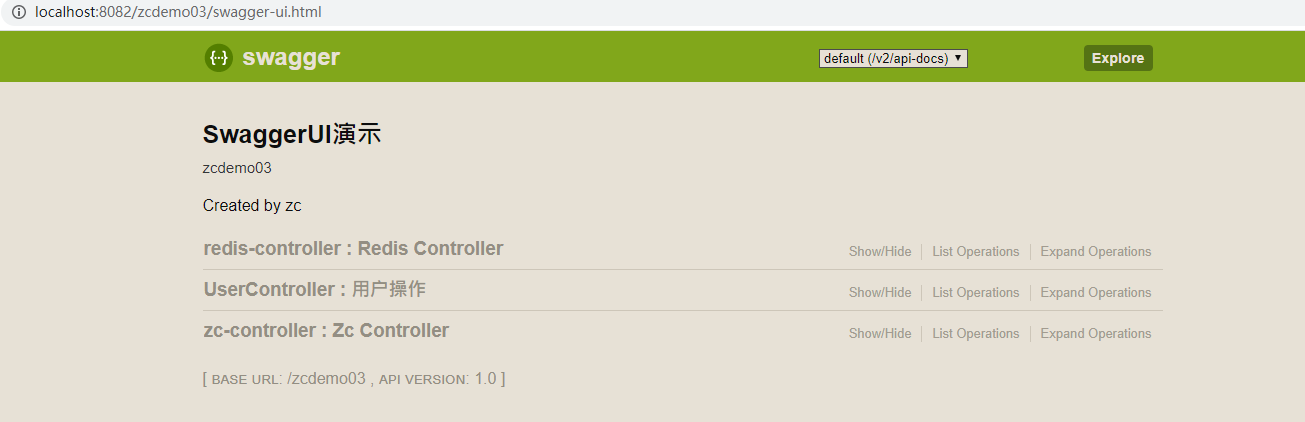 localhost:8082/zcdemo03/swagger-ui.html
{··} swagger default (/v2/api-docs) Explore
SwaggerUI演示
zcdemo03
Created by zc
redis-controller : Redis Controller Show/Hide List Operations Expand Operations
UserController : 用户操作 Show/Hide List Operations Expand Operations
zc-controller : Zc Controller Show/Hide List Operations Expand Operations
[ BASE URL: /zcdemo03 , API VERSION: 1.0 ]